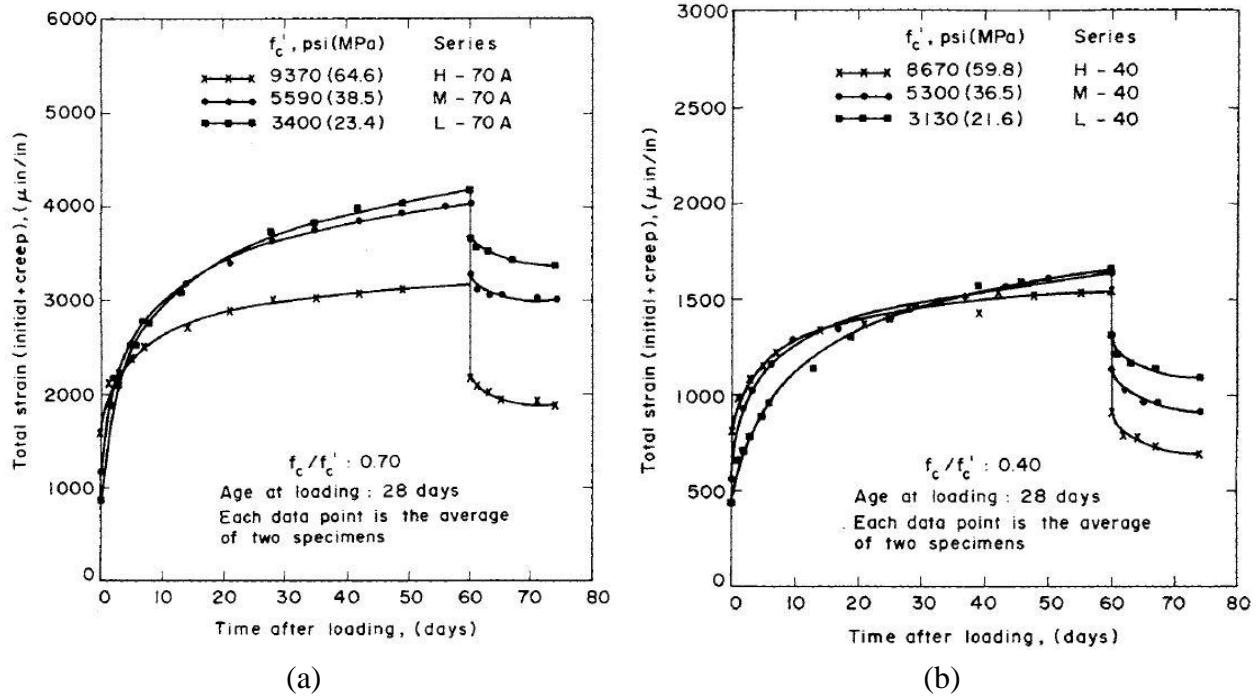 6000
5000
4000
3000
2000
1000
0
Total strain (initial + creep), (μ in/in)
fc', psi (MPa) Series
9370 (64.6) H - 70 A
5590 (38.5) M - 70 A
3400 (23.4) L - 70 A
fc/fc' : 0.70
Age at loading : 28 days
Each data point is the average
of two specimens
0 10 20 30 40 50 60 70 80
Time after loading, (days)
(a)
3000
2500
2000
1500
1000
500
0
Total strain (initial + creep), (μ in/in)
fc', psi (MPa) Series
8670 (59.8) H - 40
5300 (36.5) M - 40
3130 (21.6) L - 40
fc/fc' : 0.40
Age at loading : 28 days
Each data point is the average
of two specimens
0 10 20 30 40 50 60 70 80
Time after loading, (days)
(b)